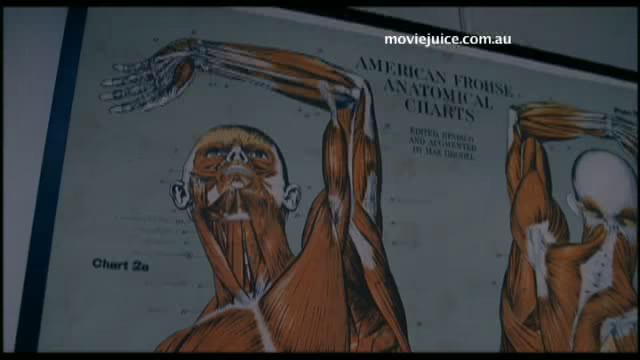 moviejuice.com.au
AMERICAN FROHSE
ANATOMICAL
CHARTS
EDITED, REVISED
AND AUGMENTED
BY MAX BRÖDEL
Chart 2a